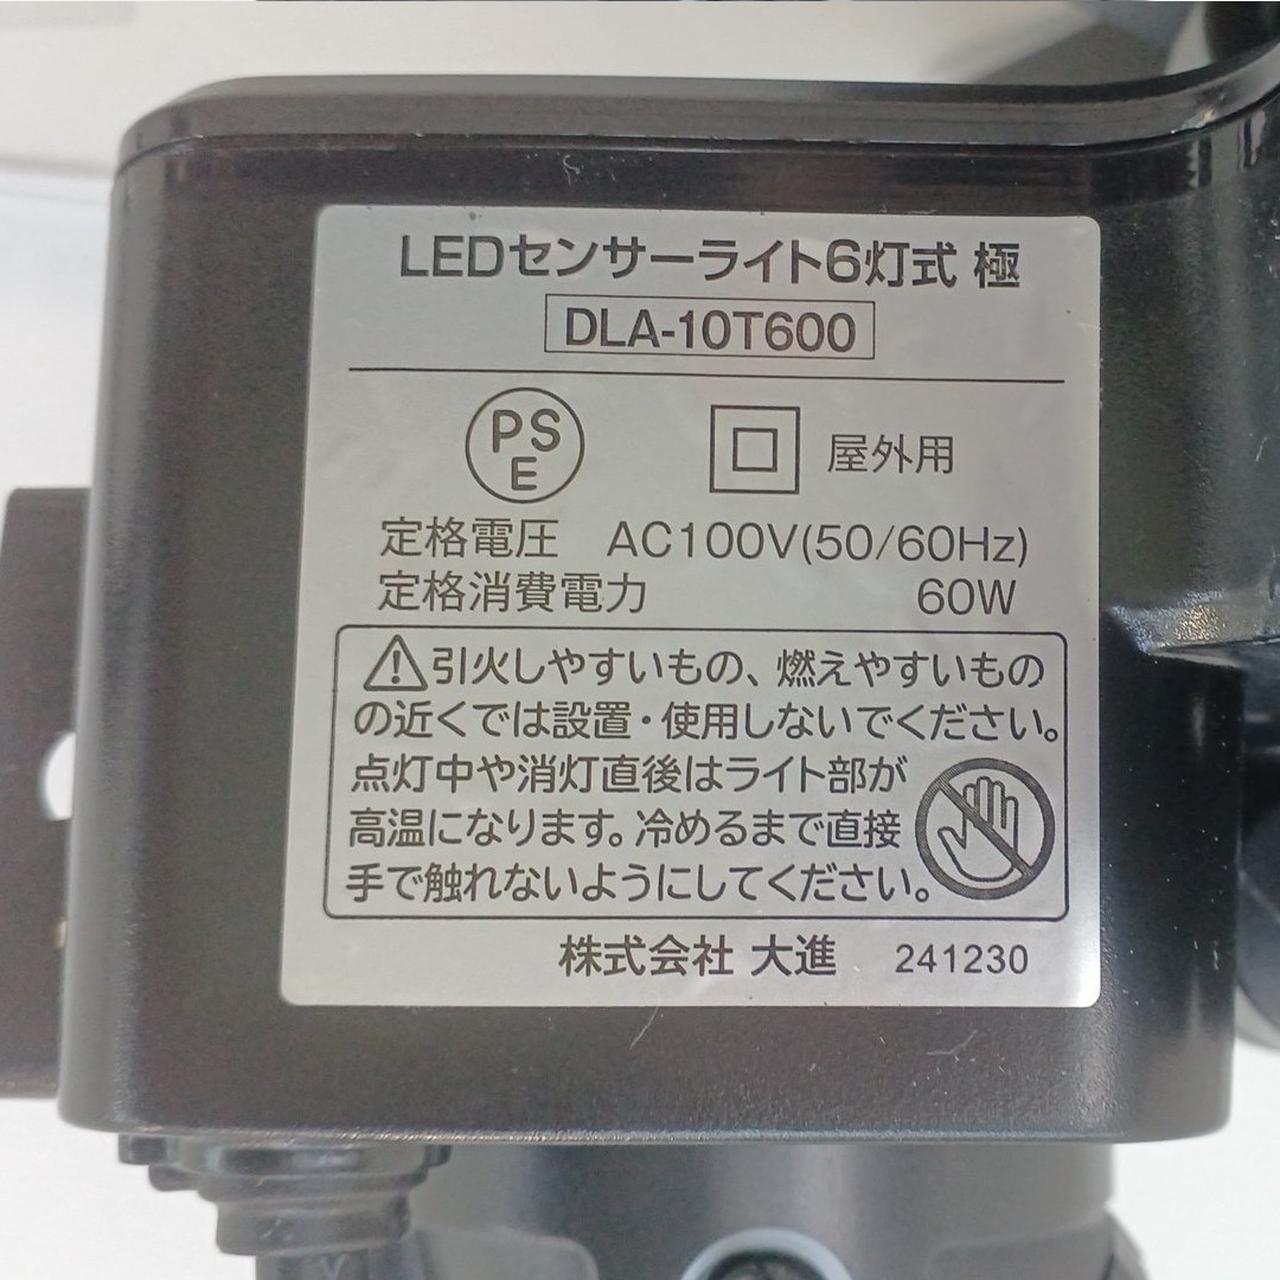 LEDセンサーライト6灯式 極
DLA-10T600
PS
E
屋外用
定格電圧 AC100V(50/60Hz)
定格消費電力 60W
引火しやすいもの、燃えやすいもの
の近くでは設置・使用しないでください。
点灯中や消灯直後はライト部が
高温になります。冷めるまで直接
手で触れないようにしてください。
株式会社 大進 241230